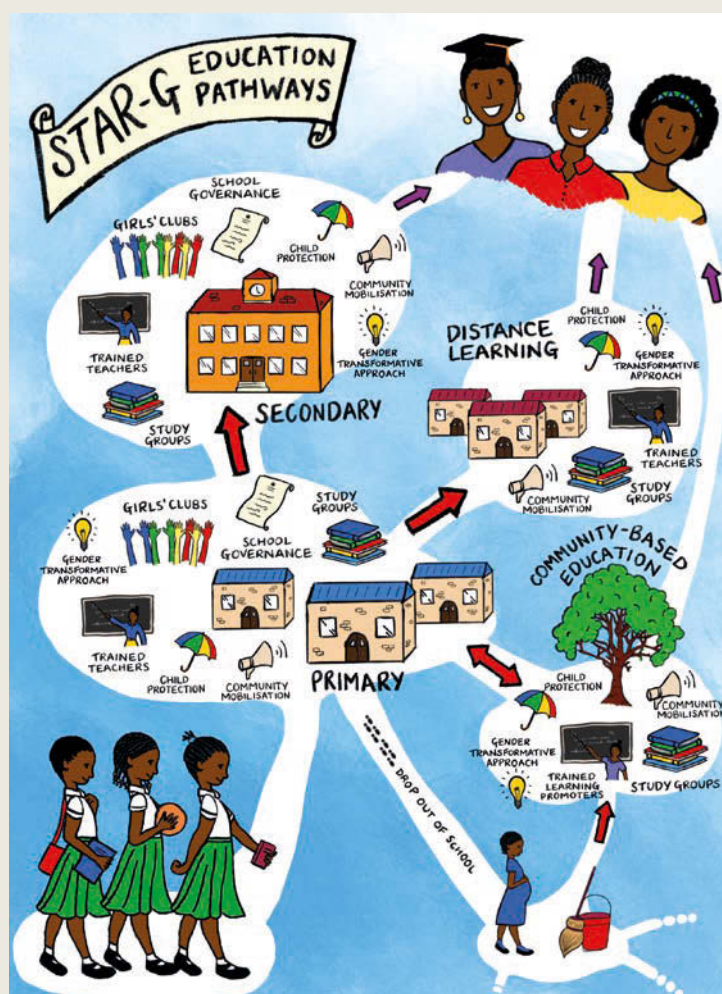 STAR-G EDUCATION
PATHWAYS
SCHOOL
GOVERNANCE
GIRLS' CLUBS
CHILD
PROTECTION
COMMUNITY
MOBILISATION
TRAINED
TEACHERS
GENDER
TRANSFORMATIVE
APPROACH
STUDY
GROUPS
SECONDARY
DISTANCE
LEARNING
CHILD
PROTECTION
GENDER
TRANSFORMATIVE
APPROACH
TRAINED
TEACHERS
STUDY
GROUPS
COMMUNITY
MOBILISATION
GIRLS' CLUBS
SCHOOL
GOVERNANCE
STUDY
GROUPS
GENDER
TRANSFORMATIVE
APPROACH
TRAINED
TEACHERS
CHILD
PROTECTION
COMMUNITY
MOBILISATION
PRIMARY
COMMUNITY-BASED
EDUCATION
CHILD
PROTECTION
COMMUNITY
MOBILISATION
GENDER
TRANSFORMATIVE
APPROACH
TRAINED
LEARNING
PROMOTERS
STUDY GROUPS
DROP OUT OF SCHOOL